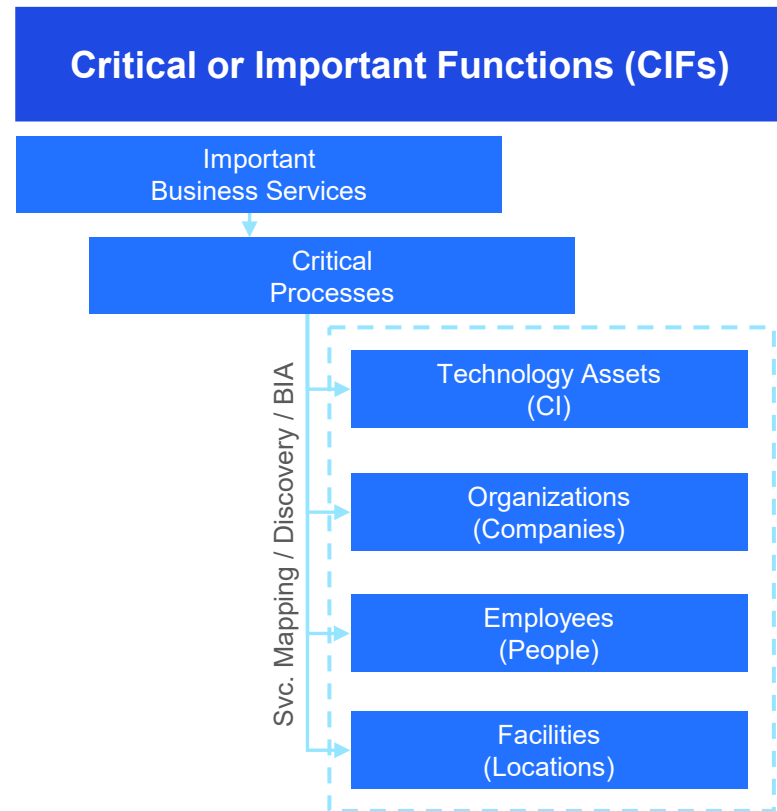 Critical or Important Functions (CIFs)
Important
Business Services
Critical
Processes
Svc. Mapping / Discovery / BIA
Technology Assets
(CI)
Organizations
(Companies)
Employees
(People)
Facilities
(Locations)